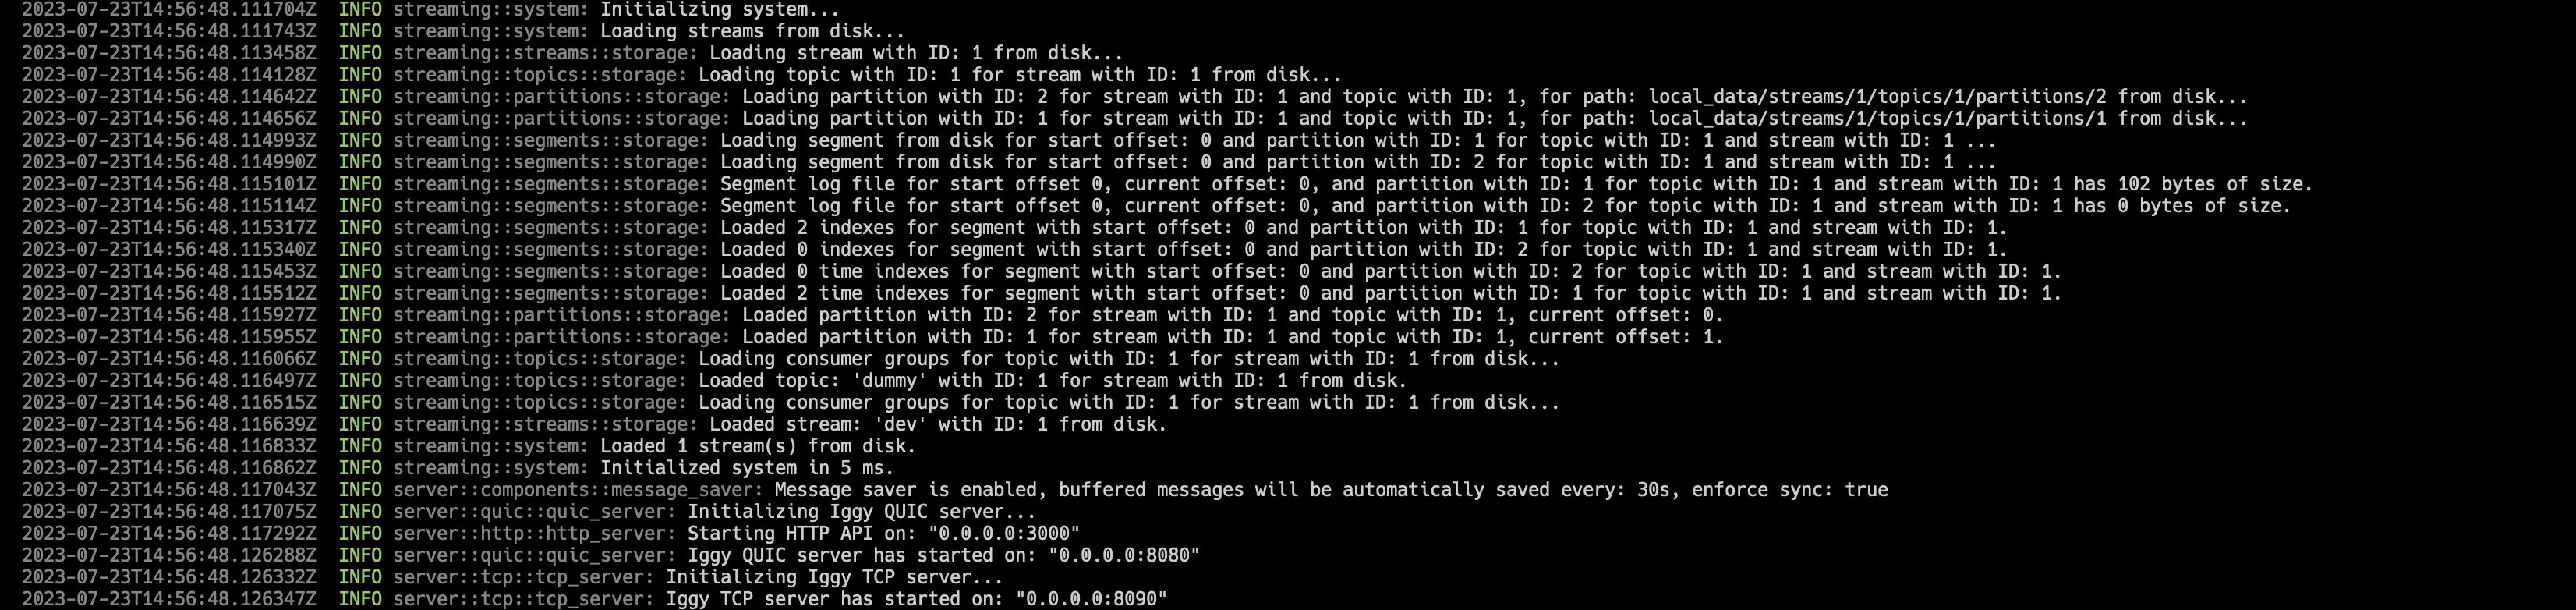 2023-07-23T14:56:48.111704Z  INFO streaming::system: Initializing system...
2023-07-23T14:56:48.111743Z  INFO streaming::system: Loading streams from disk...
2023-07-23T14:56:48.113458Z  INFO streaming::streams::storage: Loading stream with ID: 1 from disk...
2023-07-23T14:56:48.114128Z  INFO streaming::topics::storage: Loading topic with ID: 1 for stream with ID: 1 from disk...
2023-07-23T14:56:48.114642Z  INFO streaming::partitions::storage: Loading partition with ID: 2 for stream with ID: 1 and topic with ID: 1, for path: local_data/streams/1/topics/1/partitions/2 from disk...
2023-07-23T14:56:48.114656Z  INFO streaming::partitions::storage: Loading partition with ID: 1 for stream with ID: 1 and topic with ID: 1, for path: local_data/streams/1/topics/1/partitions/1 from disk...
2023-07-23T14:56:48.114993Z  INFO streaming::segments::storage: Loading segment from disk for start offset: 0 and partition with ID: 1 for topic with ID: 1 and stream with ID: 1 ...
2023-07-23T14:56:48.114990Z  INFO streaming::segments::storage: Loading segment from disk for start offset: 0 and partition with ID: 2 for topic with ID: 1 and stream with ID: 1 ...
2023-07-23T14:56:48.115101Z  INFO streaming::segments::storage: Segment log file for start offset 0, current offset: 0, and partition with ID: 1 for topic with ID: 1 and stream with ID: 1 has 102 bytes of size.
2023-07-23T14:56:48.115114Z  INFO streaming::segments::storage: Segment log file for start offset 0, current offset: 0, and partition with ID: 2 for topic with ID: 1 and stream with ID: 1 has 0 bytes of size.
2023-07-23T14:56:48.115317Z  INFO streaming::segments::storage: Loaded 2 indexes for segment with start offset: 0 and partition with ID: 1 for topic with ID: 1 and stream with ID: 1.
2023-07-23T14:56:48.115340Z  INFO streaming::segments::storage: Loaded 0 indexes for segment with start offset: 0 and partition with ID: 2 for topic with ID: 1 and stream with ID: 1.
2023-07-23T14:56:48.115453Z  INFO streaming::segments::storage: Loaded 0 time indexes for segment with start offset: 0 and partition with ID: 2 for topic with ID: 1 and stream with ID: 1.
2023-07-23T14:56:48.115512Z  INFO streaming::segments::storage: Loaded 2 time indexes for segment with start offset: 0 and partition with ID: 1 for topic with ID: 1 and stream with ID: 1.
2023-07-23T14:56:48.115927Z  INFO streaming::partitions::storage: Loaded partition with ID: 2 for stream with ID: 1 and topic with ID: 1, current offset: 0.
2023-07-23T14:56:48.115955Z  INFO streaming::partitions::storage: Loaded partition with ID: 1 for stream with ID: 1 and topic with ID: 1, current offset: 1.
2023-07-23T14:56:48.116066Z  INFO streaming::topics::storage: Loading consumer groups for topic with ID: 1 for stream with ID: 1 from disk...
2023-07-23T14:56:48.116497Z  INFO streaming::topics::storage: Loaded topic: 'dummy' with ID: 1 for stream with ID: 1 from disk.
2023-07-23T14:56:48.116515Z  INFO streaming::topics::storage: Loading consumer groups for topic with ID: 1 for stream with ID: 1 from disk...
2023-07-23T14:56:48.116639Z  INFO streaming::streams::storage: Loaded stream: 'dev' with ID: 1 from disk.
2023-07-23T14:56:48.116833Z  INFO streaming::system: Loaded 1 stream(s) from disk.
2023-07-23T14:56:48.116862Z  INFO streaming::system: Initialized system in 5 ms.
2023-07-23T14:56:48.117043Z  INFO server::components::message_saver: Message saver is enabled, buffered messages will be automatically saved every: 30s, enforce sync: true
2023-07-23T14:56:48.117075Z  INFO server::quic::quic_server: Initializing Iggy QUIC server...
2023-07-23T14:56:48.117292Z  INFO server::http::http_server: Starting HTTP API on: "0.0.0.0:3000"
2023-07-23T14:56:48.126288Z  INFO server::quic::quic_server: Iggy QUIC server has started on: "0.0.0.0:8080"
2023-07-23T14:56:48.126332Z  INFO server::tcp::tcp_server: Initializing Iggy TCP server...
2023-07-23T14:56:48.126347Z  INFO server::tcp::tcp_server: Iggy TCP server has started on: "0.0.0.0:8090"